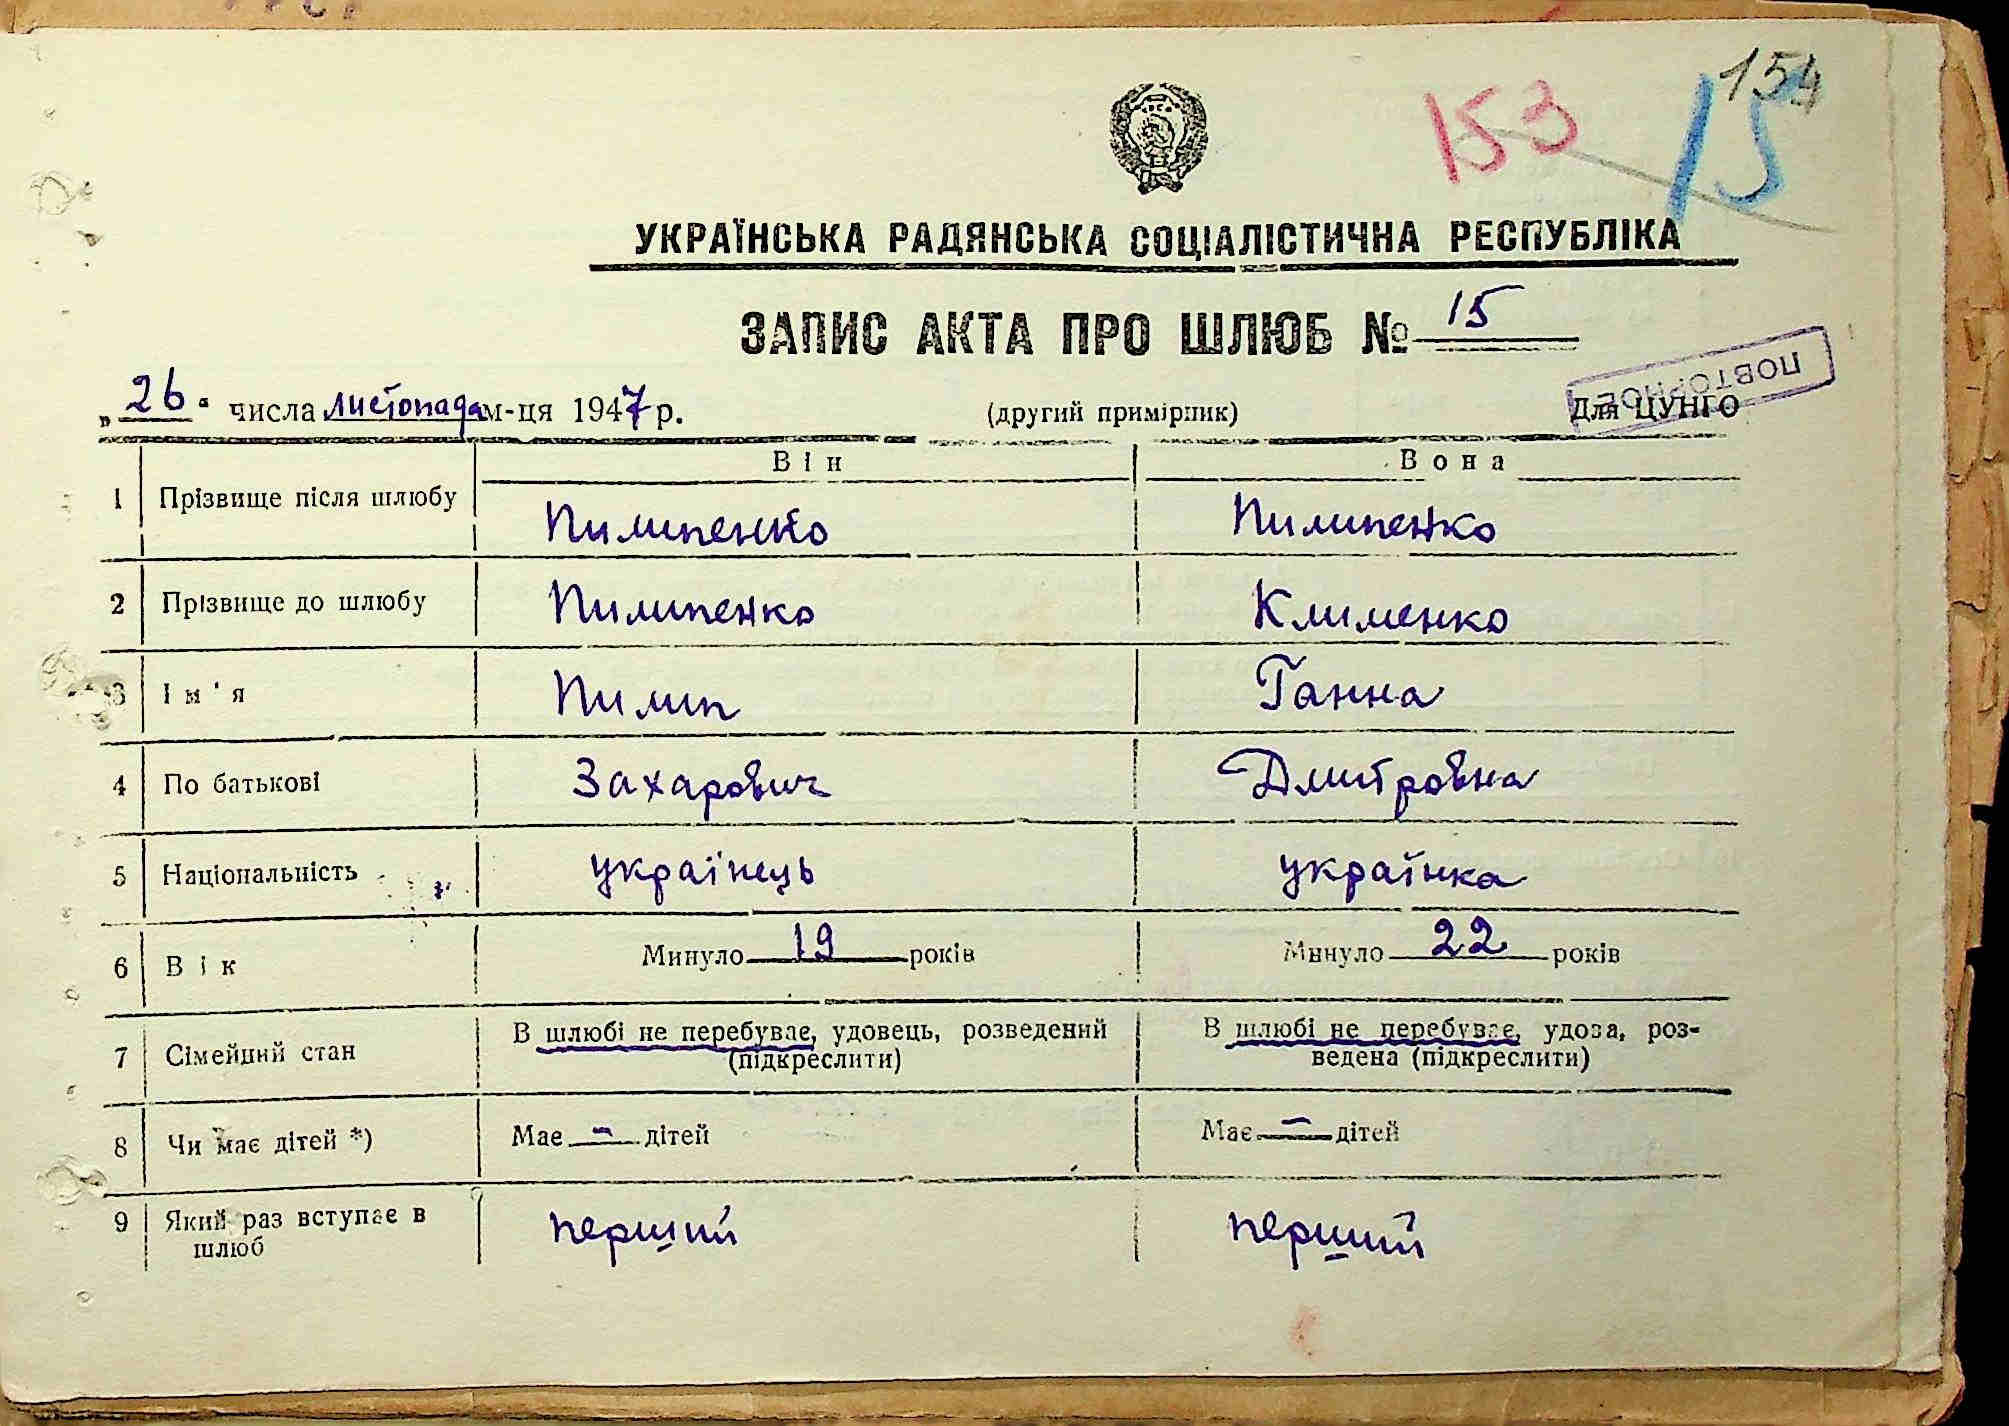 154
153
15
УКРАЇНСЬКА РАДЯНСЬКА СОЦІАЛІСТИЧНА РЕСПУБЛІКА
ЗАПИС АКТА ПРО ШЛЮБ № 15
„ 26 " числа листопада м-ця 1947 р. (другий примірник) Для ЦУНГО
ПОВТОРНОЕ
Він Вона
1 Прізвище після шлюбу Пилипенко Пилипенко
2 Прізвище до шлюбу Пилипенко Клименко
3 Ім'я Пилип Ганна
4 По батькові Захарович Дмитровна
5 Національність українець українка
6 Вік Минуло 19 років Минуло 22 років
7 Сімейний стан В шлюбі не перебуває, удовець, розведений (підкреслити) В шлюбі не перебуває, удова, роз-
ведена (підкреслити)
8 Чи має дітей *) Має - дітей Має - дітей
9 Який раз вступає в шлюб перший перший